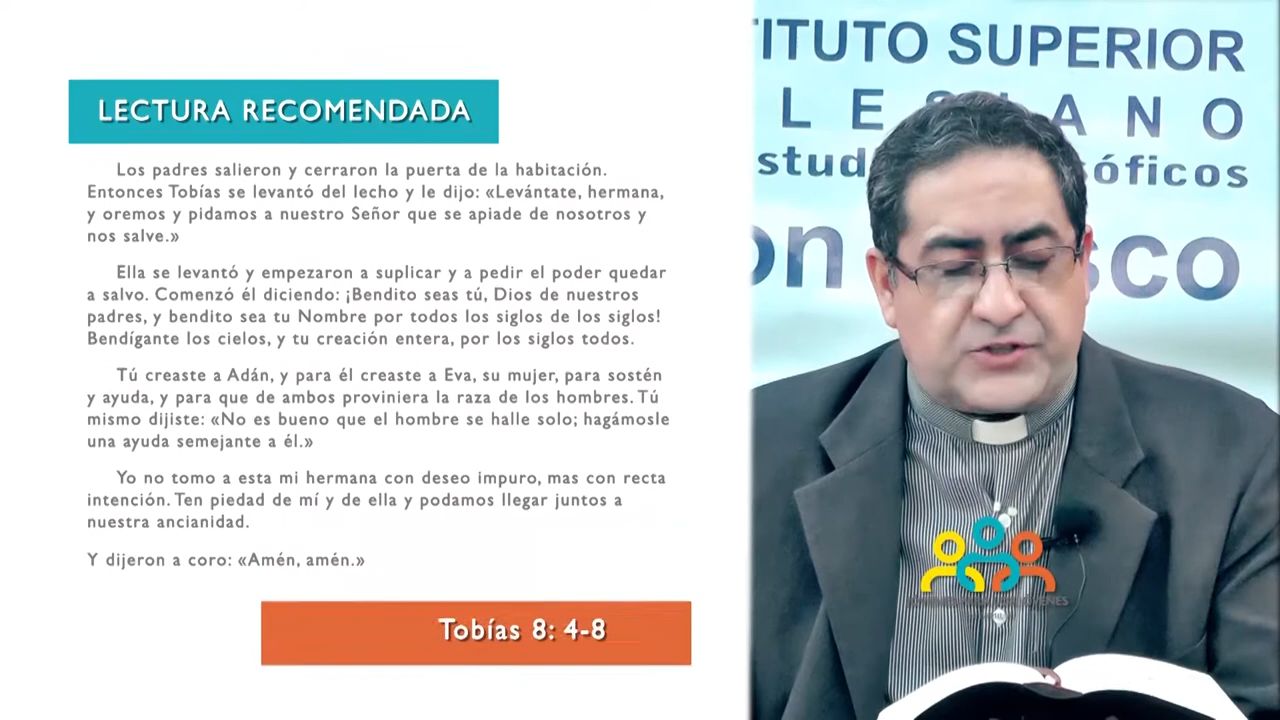 LECTURA RECOMENDADA
Los padres salieron y cerraron la puerta de la habitación.
Entonces Tobías se levantó del lecho y le dijo: «Levántate, hermana,
y oremos y pidamos a nuestro Señor que se apiade de nosotros y
nos salve.»
Ella se levantó y empezaron a suplicar y a pedir el poder quedar
a salvo. Comenzó él diciendo: ¡Bendito seas tú, Dios de nuestros
padres, y bendito sea tu Nombre por todos los siglos de los siglos!
Bendígante los cielos, y tu creación entera, por los siglos todos.
Tú creaste a Adán, y para él creaste a Eva, su mujer, para sostén
y ayuda, y para que de ambos proviniera la raza de los hombres. Tú
mismo dijiste: «No es bueno que el hombre se halle solo; hagámosle
una ayuda semejante a él.»
Yo no tomo a esta mi hermana con deseo impuro, mas con recta
intención. Ten piedad de mí y de ella y podamos llegar juntos a
nuestra ancianidad.
Y dijeron a coro: «Amén, amén.»
Tobías 8: 4-8
TITUTO SUPERIOR
LESIANO